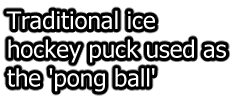 Traditional ice
hockey puck used as
the 'pong ball'